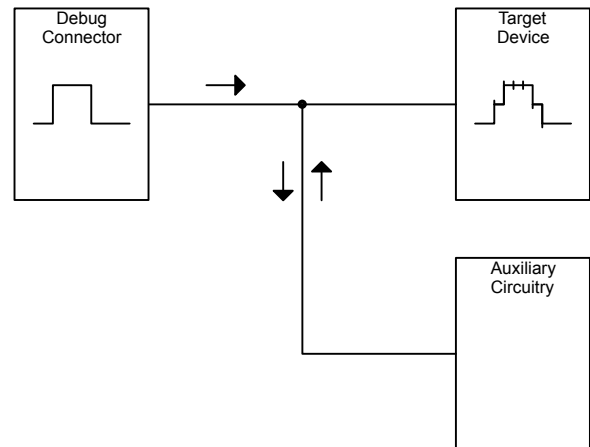 Debug
Connector
Target
Device
Auxiliary
Circuitry